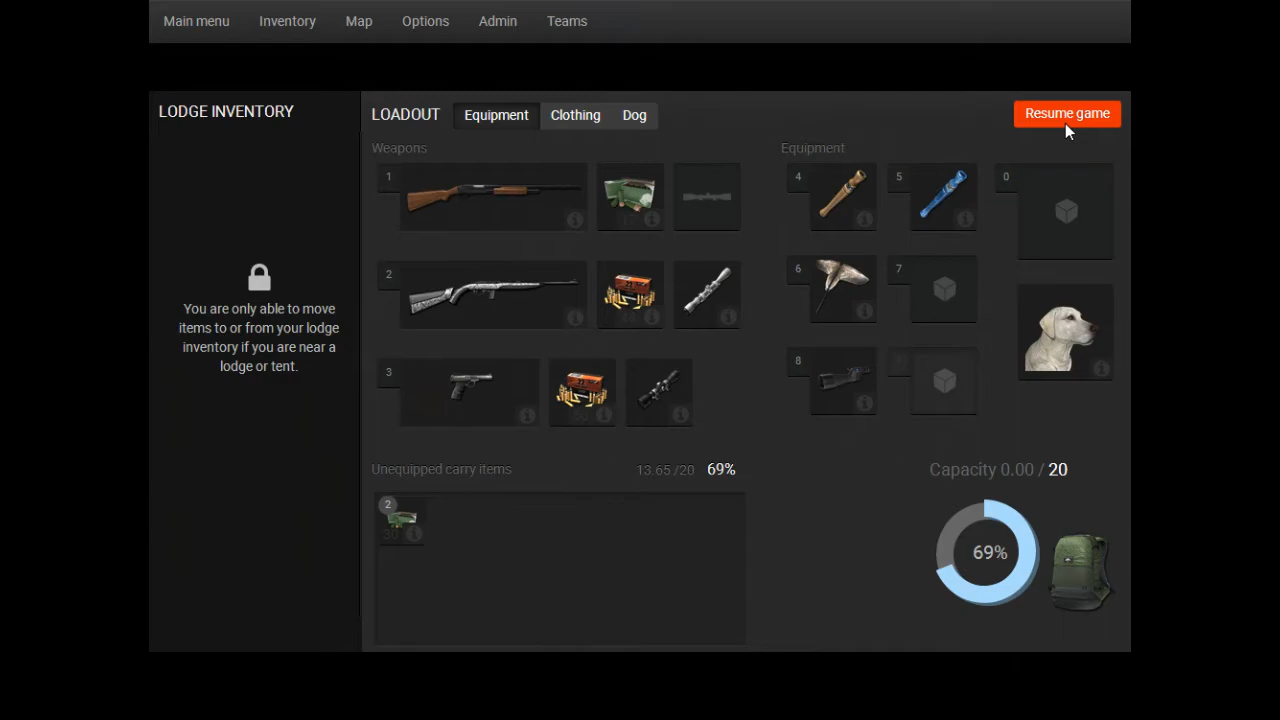 Main menu Inventory Map Options Admin Teams
LODGE INVENTORY
You are only able to move
items to or from your lodge
inventory if you are near a
lodge or tent.
LOADOUT Equipment Clothing Dog
Resume game
Weapons
1
2
3
Equipment
4 5 0
6 7
8
Unequipped carry items 13.65 /20 69%
2
30
Capacity 0.00 / 20
69%